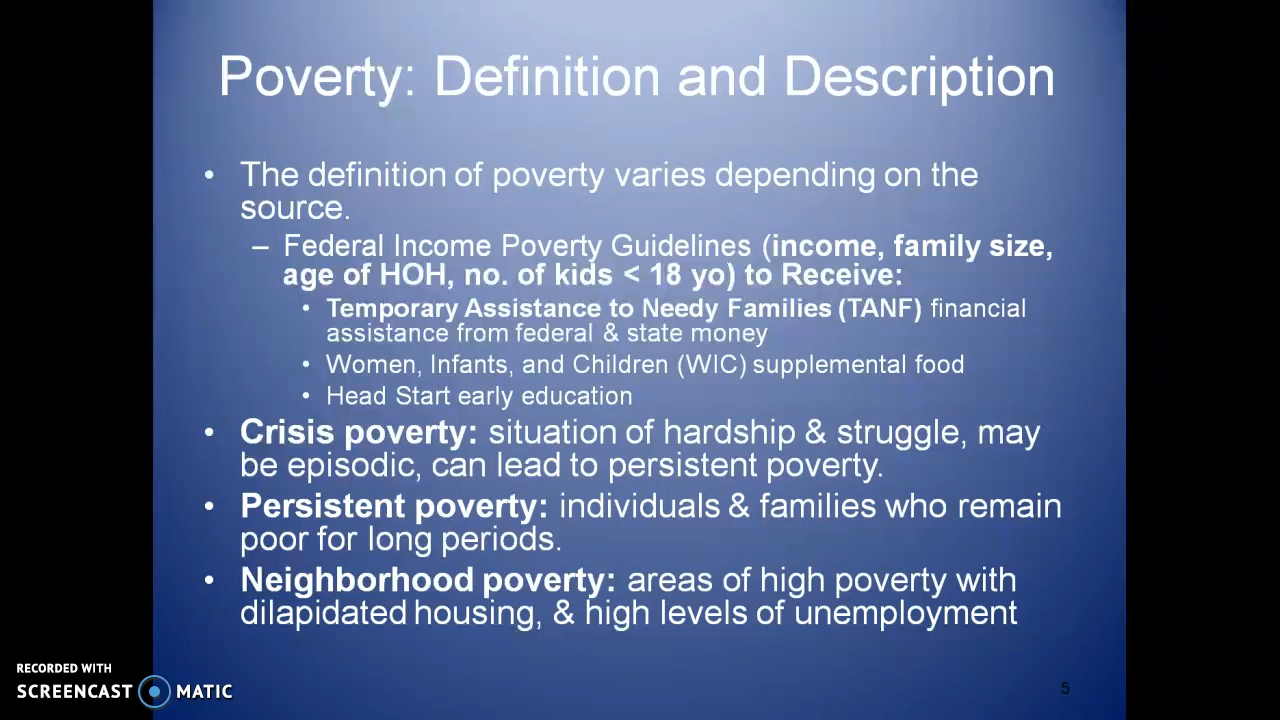 Poverty: Definition and Description
• The definition of poverty varies depending on the
source.
– Federal Income Poverty Guidelines (income, family size,
age of HOH, no. of kids < 18 yo) to Receive:
• Temporary Assistance to Needy Families (TANF) financial
assistance from federal & state money
• Women, Infants, and Children (WIC) supplemental food
• Head Start early education
• Crisis poverty: situation of hardship & struggle, may
be episodic, can lead to persistent poverty.
• Persistent poverty: individuals & families who remain
poor for long periods.
• Neighborhood poverty: areas of high poverty with
dilapidated housing, & high levels of unemployment
RECORDED WITH
SCREENCAST MATIC
5